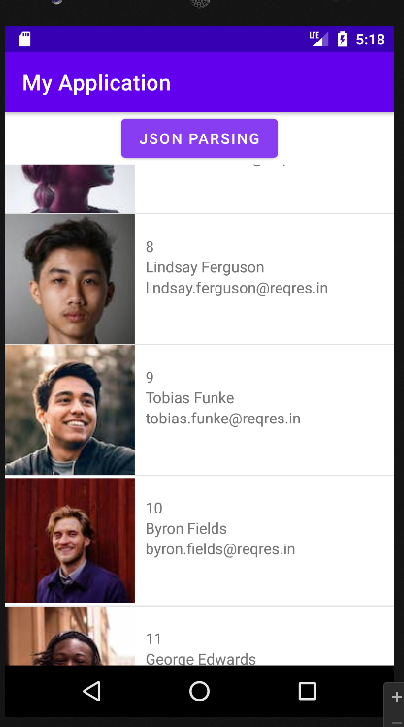 LTE 5:18
My Application
JSON PARSING
8
Lindsay Ferguson
lindsay.ferguson@reqres.in
9
Tobias Funke
tobias.funke@reqres.in
10
Byron Fields
byron.fields@reqres.in
11
George Edwards